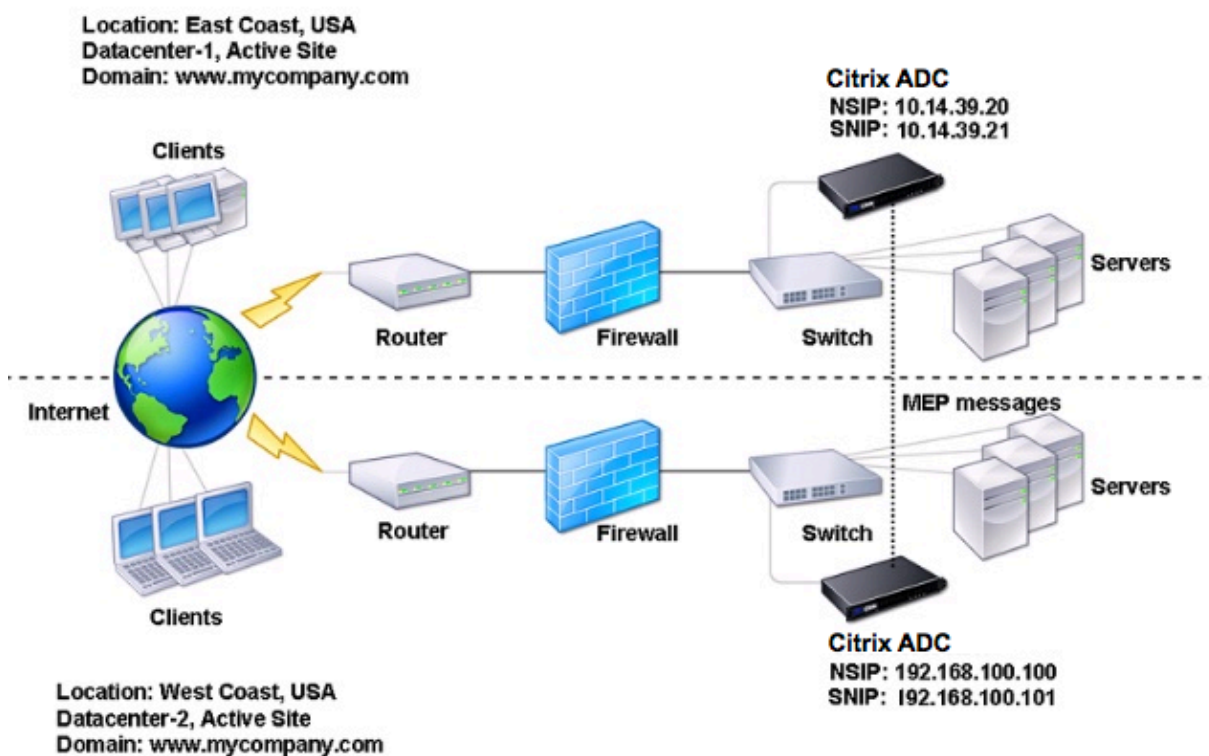 Location: East Coast, USA
Datacenter-1, Active Site
Domain: www.mycompany.com
Citrix ADC
NSIP: 10.14.39.20
SNIP: 10.14.39.21
Clients
Servers
Router
Firewall
Switch
Internet
MEP messages
Servers
Router
Firewall
Switch
Clients
Citrix ADC
NSIP: 192.168.100.100
SNIP: 192.168.100.101
Location: West Coast, USA
Datacenter-2, Active Site
Domain: www.mycompany.com